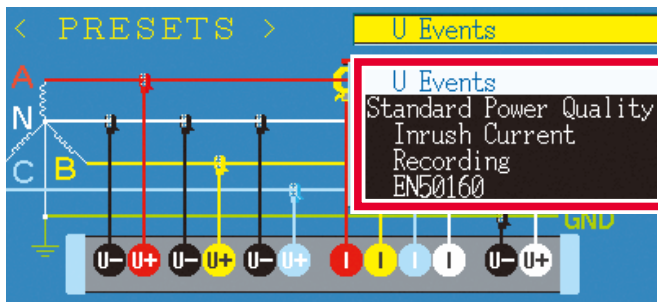 < PRESETS >
U Events
U Events
Standard Power Quality
Inrush Current
Recording
EN50160
A
N
C
B
GND
U- U+ U- U+ U- U+ I I I I U- U+